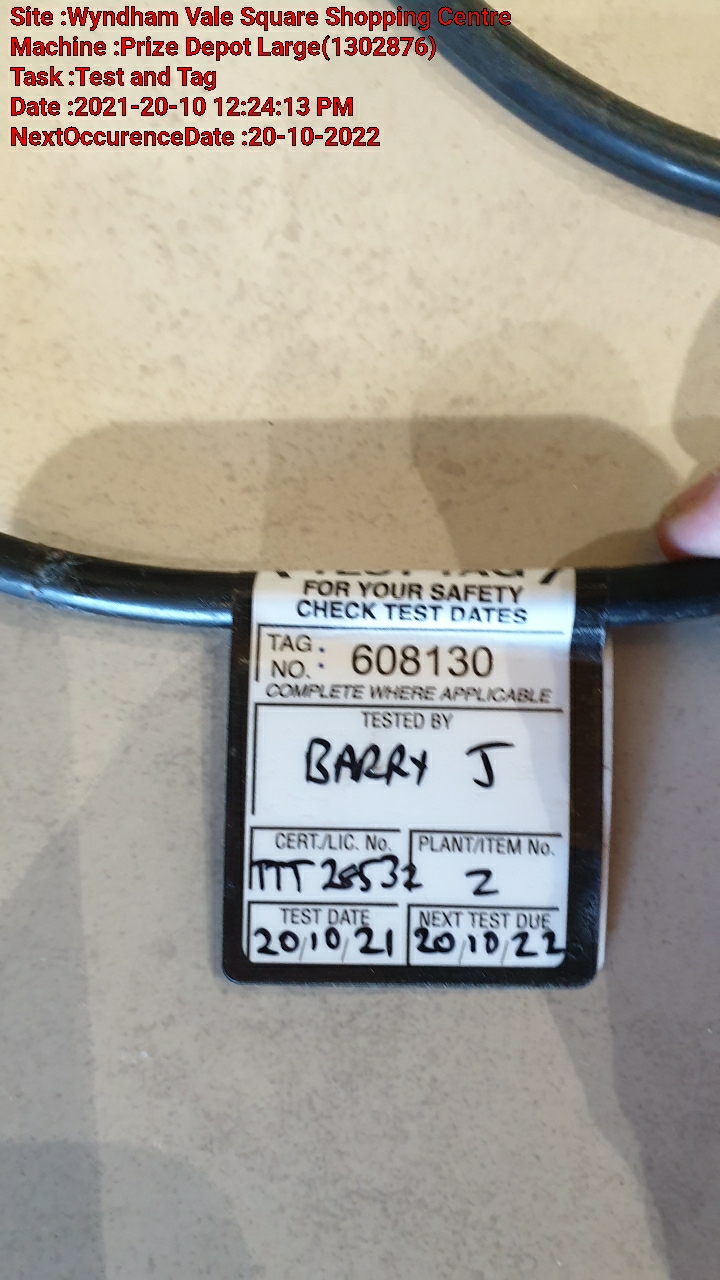 Site :Wyndham Vale Square Shopping Centre
Machine :Prize Depot Large(1302876)
Task :Test and Tag
Date :2021-20-10 12:24:13 PM
NextOccurenceDate :20-10-2022
FOR YOUR SAFETY
CHECK TEST DATES
TAG NO. : 608130
COMPLETE WHERE APPLICABLE
TESTED BY
BARRY J
CERT./LIC. No.
TTT 28532
PLANT/ITEM No.
2
TEST DATE
20/10/21
NEXT TEST DUE
20/10/22